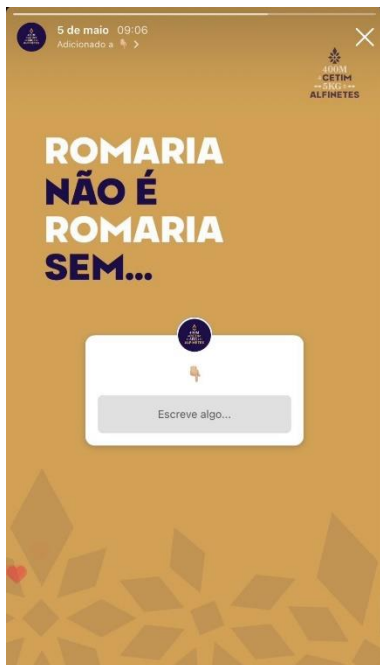 5 de maio 09:06
Adicionado a 👇🏼 >
400M
CETIM
5KG
ALFINETES
ROMARIA
NÃO É
ROMARIA
SEM...
👇🏼
Escreve algo...